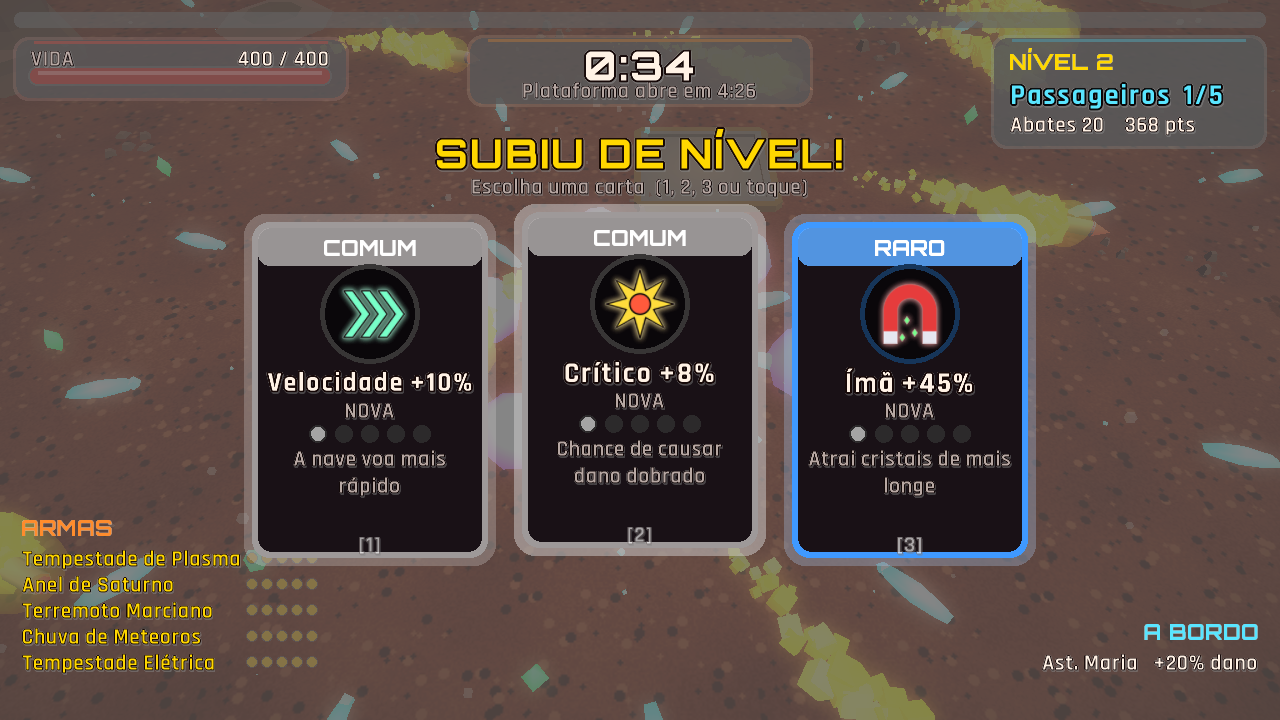 VIDA 400 / 400
0:34
Plataforma abre em 4:26
NÍVEL 2
Passageiros 1/5
Abates 20 368 pts
SUBIU DE NÍVEL!
Escolha uma carta (1, 2, 3 ou toque)
COMUM
Velocidade +10%
NOVA
A nave voa mais
rápido
[1]
COMUM
Crítico +8%
NOVA
Chance de causar
dano dobrado
[2]
RARO
Ímã +45%
NOVA
Atrai cristais de mais
longe
[3]
ARMAS
Tempestade de Plasma
Anel de Saturno
Terremoto Marciano
Chuva de Meteoros
Tempestade Elétrica
A BORDO
Ast. Maria +20% dano